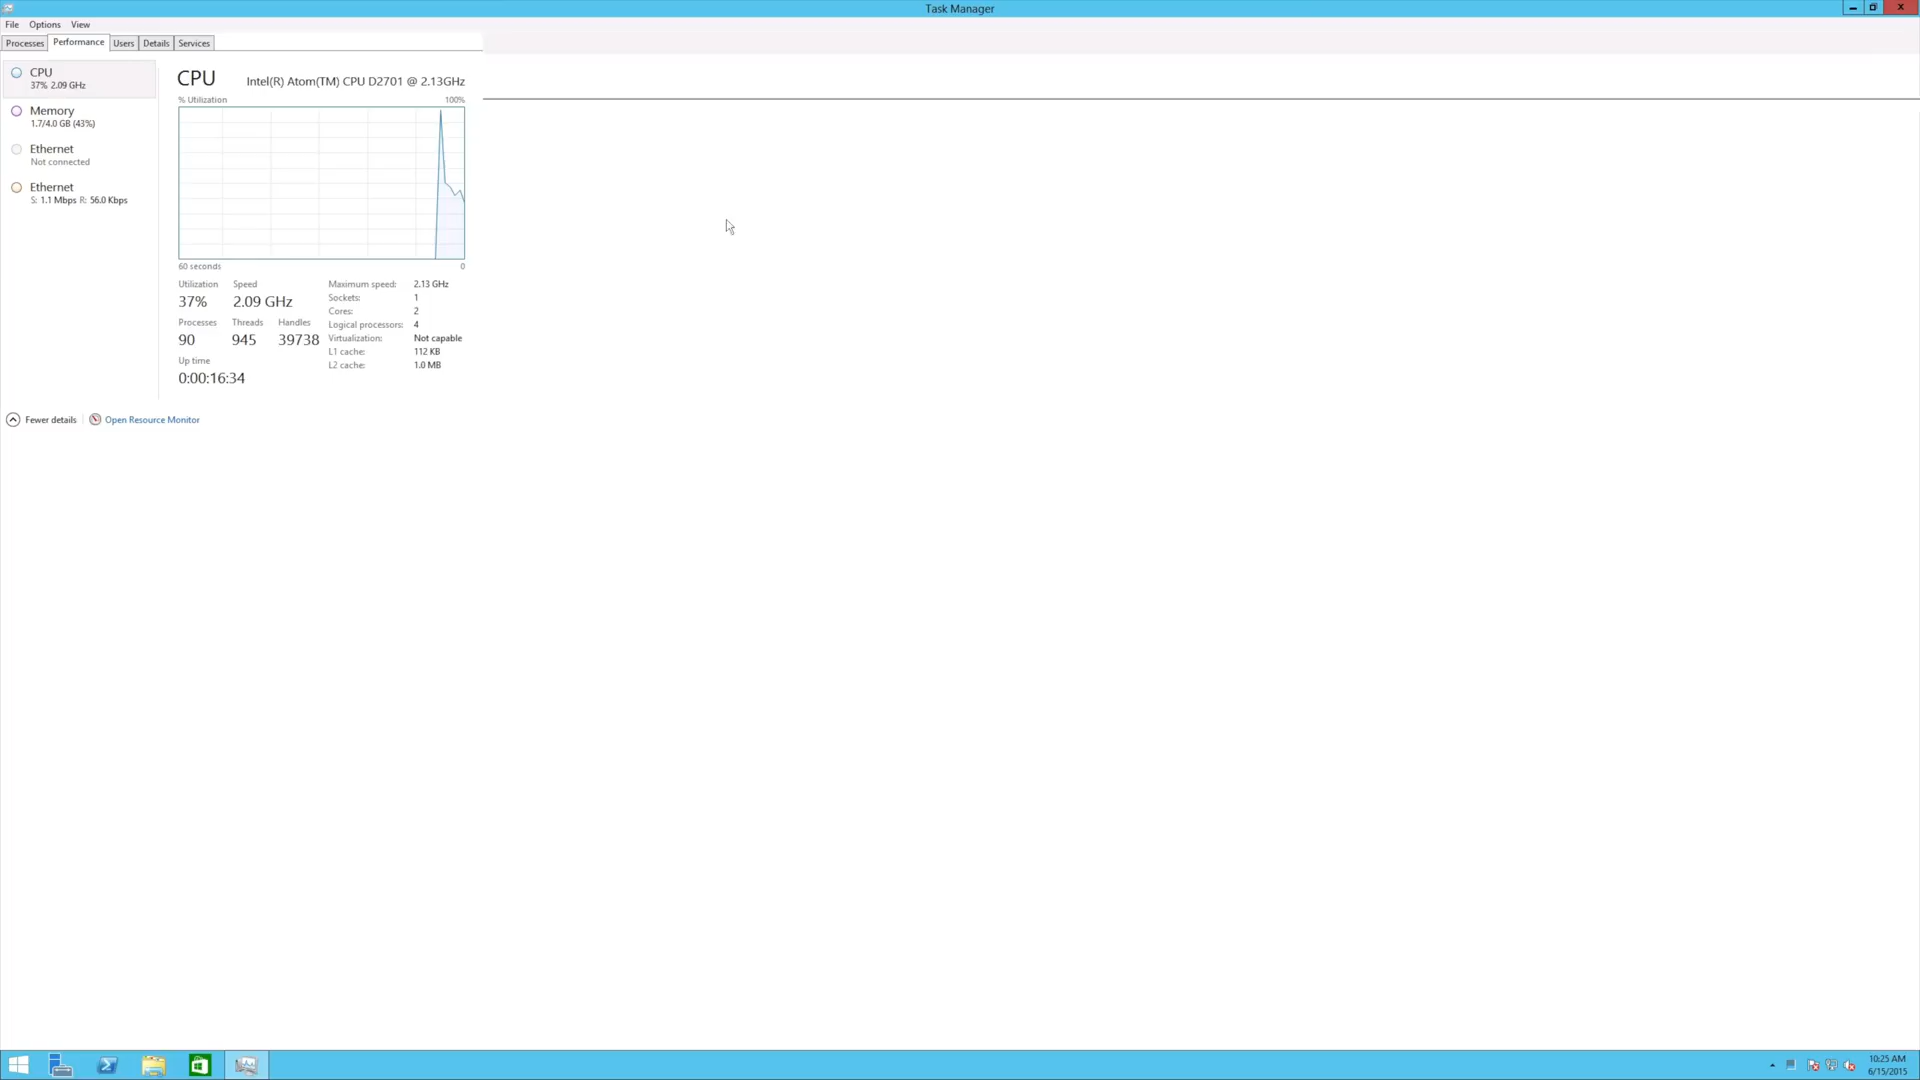 Task Manager
File Options View
Processes Performance Users Details Services
CPU
37% 2.09 GHz
Memory
1.7/4.0 GB (43%)
Ethernet
Not connected
Ethernet
S: 1.1 Mbps R: 56.0 Kbps
CPU Intel(R) Atom(TM) CPU D2701 @ 2.13GHz
% Utilization 100%
60 seconds 0
Utilization Speed
37% 2.09 GHz
Processes Threads Handles
90 945 39738
Up time
0:00:16:34
Maximum speed: 2.13 GHz
Sockets: 1
Cores: 2
Logical processors: 4
Virtualization: Not capable
L1 cache: 112 KB
L2 cache: 1.0 MB
Fewer details Open Resource Monitor
10:25 AM
6/15/2015